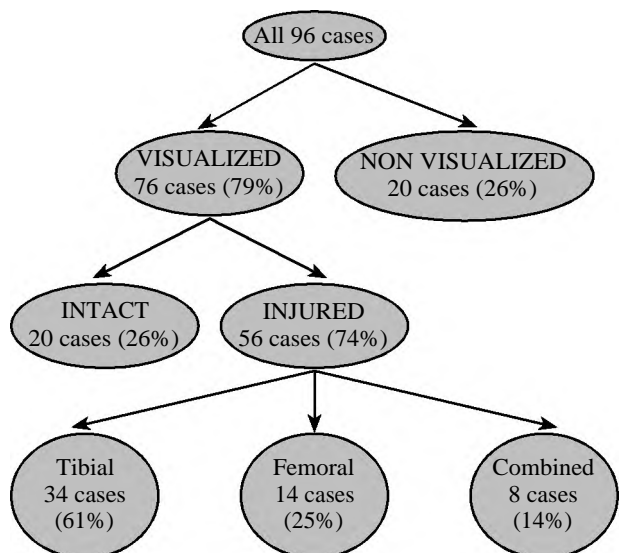 All 96 cases
VISUALIZED
76 cases (79%)
NON VISUALIZED
20 cases (26%)
INTACT
20 cases (26%)
INJURED
56 cases (74%)
Tibial
34 cases
(61%)
Femoral
14 cases
(25%)
Combined
8 cases
(14%)